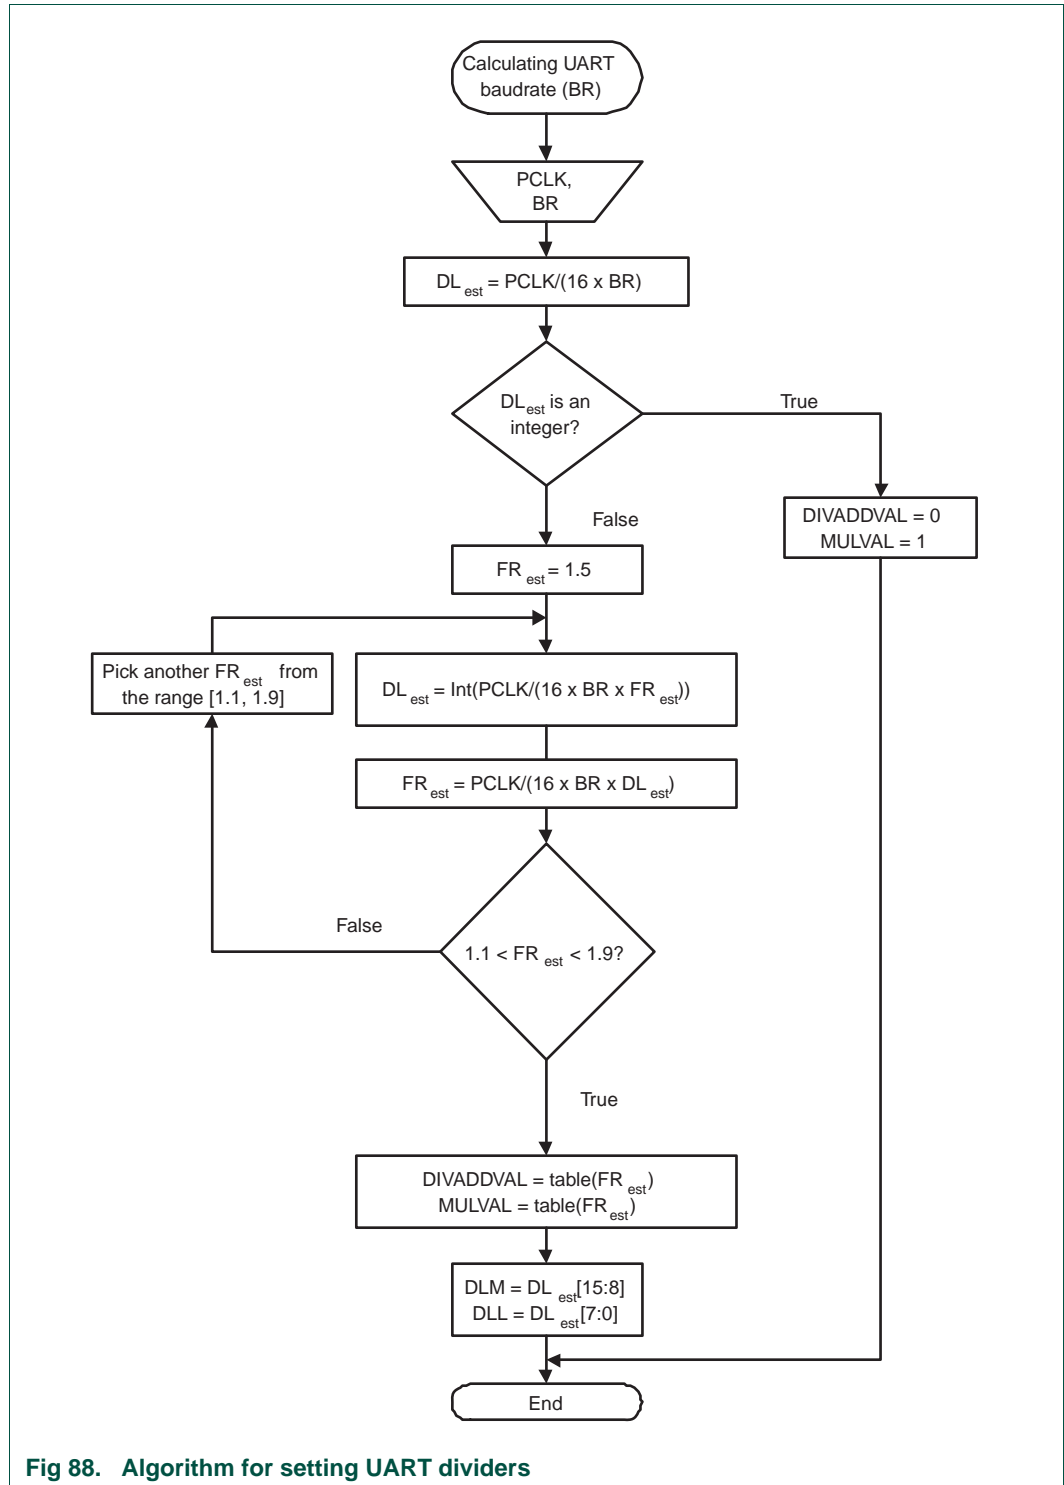 Calculating UART
baudrate (BR)
PCLK,
BR
DL est = PCLK/(16 x BR)
DLest is an
integer?
True
False
DIVADDVAL = 0
MULVAL = 1
FR est = 1.5
Pick another FR est from
the range [1.1, 1.9]
DL est = Int(PCLK/(16 x BR x FR est))
FR est = PCLK/(16 x BR x DL est)
False
1.1 < FR est < 1.9?
True
DIVADDVAL = table(FR est)
MULVAL = table(FR est)
DLM = DL est[15:8]
DLL = DL est[7:0]
End
Fig 88. Algorithm for setting UART dividers